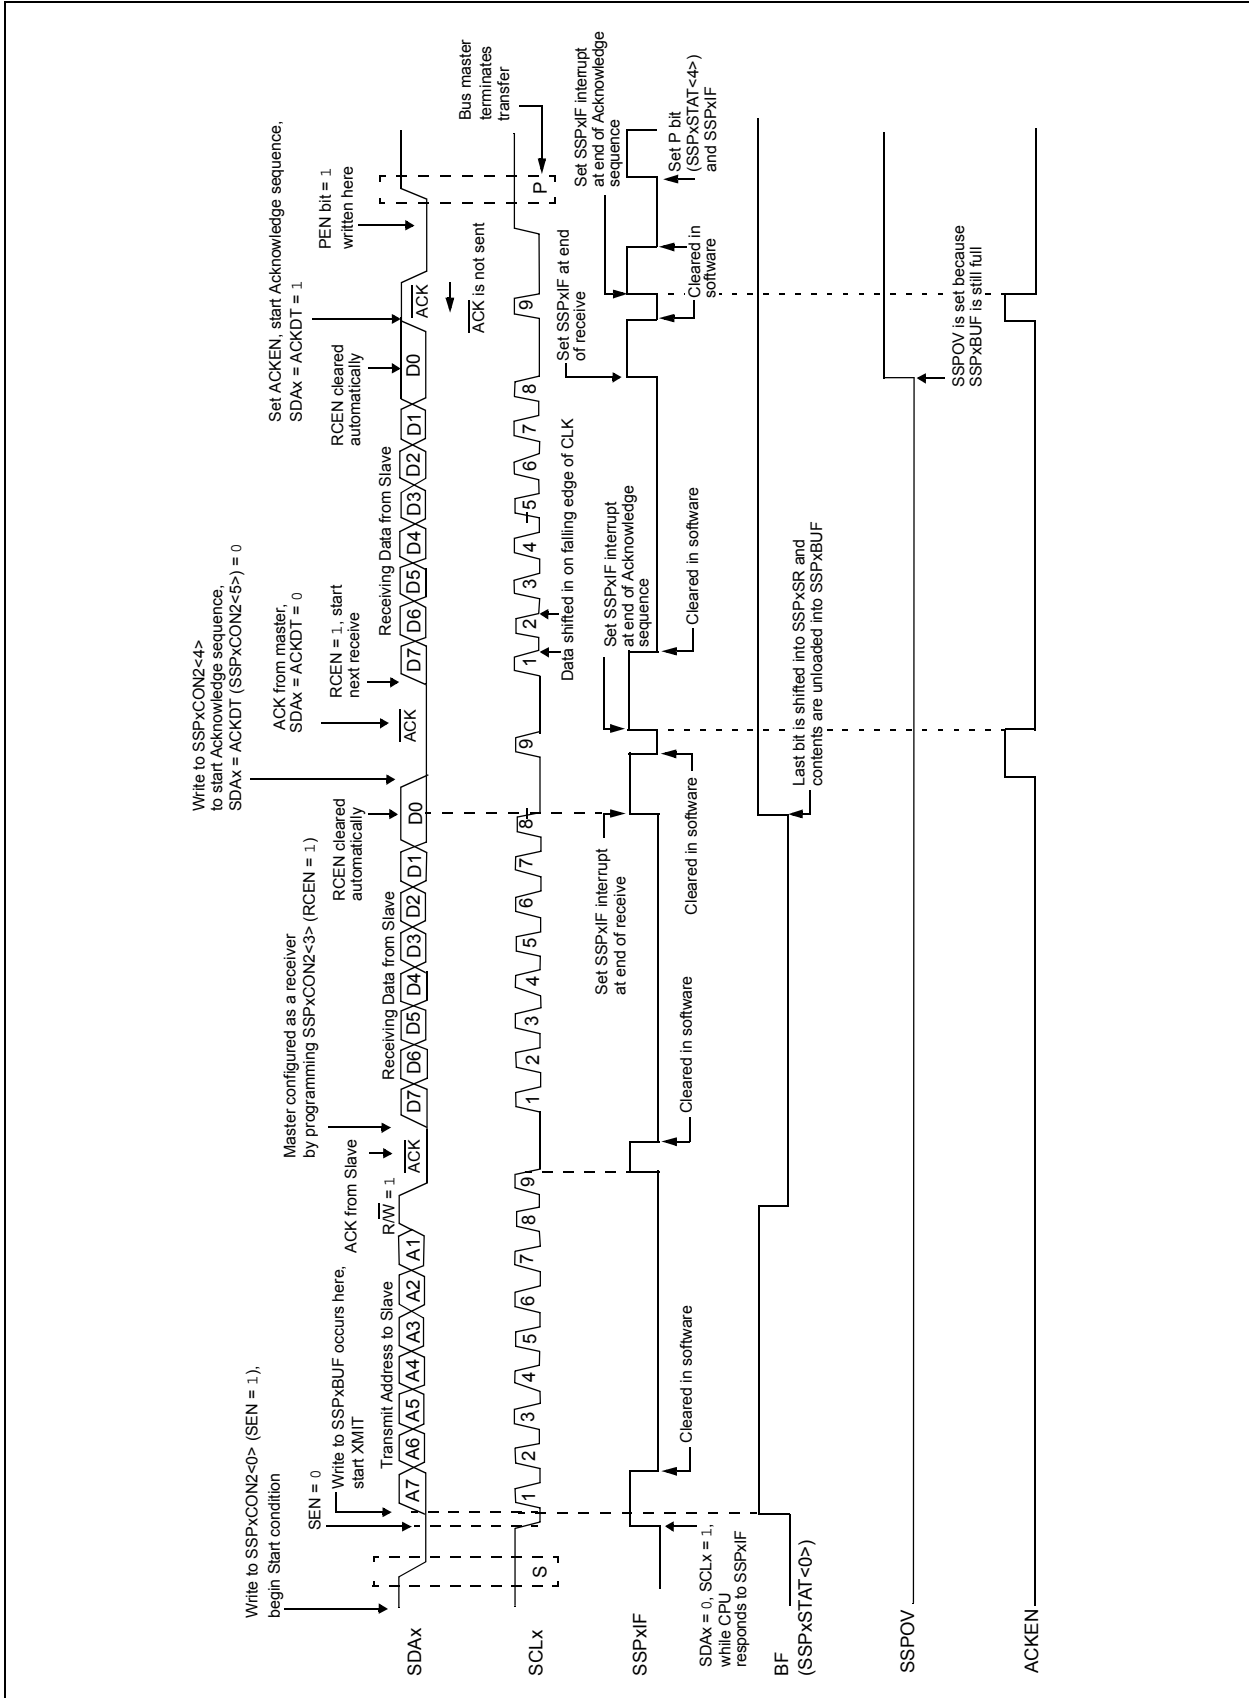 Write to SSPxCON2<0> (SEN = 1),
begin Start condition
SEN = 0
Write to SSPxBUF occurs here,
start XMIT
ACK from Slave
Master configured as a receiver
by programming SSPxCON2<3> (RCEN = 1)
RCEN cleared
automatically
Write to SSPxCON2<4>
to start Acknowledge sequence,
SDAx = ACKDT (SSPxCON2<5>) = 0
ACK from master,
SDAx = ACKDT = 0
RCEN = 1, start
next receive
RCEN cleared
automatically
Set ACKEN, start Acknowledge sequence,
SDAx = ACKDT = 1
PEN bit = 1
written here
Transmit Address to Slave
R/W = 1
Receiving Data from Slave
Receiving Data from Slave
SDAx
A7 A6 A5 A4 A3 A2 A1
ACK
D7 D6 D5 D4 D3 D2 D1 D0
ACK
D7 D6 D5 D4 D3 D2 D1 D0
ACK
ACK is not sent
Bus master
terminates
transfer
SCLx
S
1 2 3 4 5 6 7 8 9
1 2 3 4 5 6 7 8 9
1 2 3 4 5 6 7 8 9
P
Data shifted in on falling edge of CLK
Set SSPxIF interrupt
at end of receive
Set SSPxIF interrupt
at end of Acknowledge
sequence
Set SSPxIF at end
of receive
Set SSPxIF interrupt
at end of Acknowledge
sequence
SSPxIF
SDAx = 0, SCLx = 1,
while CPU
responds to SSPxIF
Cleared in software
Cleared in software
Cleared in software
Cleared in software
Cleared in
software
Set P bit
(SSPxSTAT<4>)
and SSPxIF
BF
(SSPxSTAT<0>)
Last bit is shifted into SSPxSR and
contents are unloaded into SSPxBUF
SSPOV
SSPOV is set because
SSPxBUF is still full
ACKEN